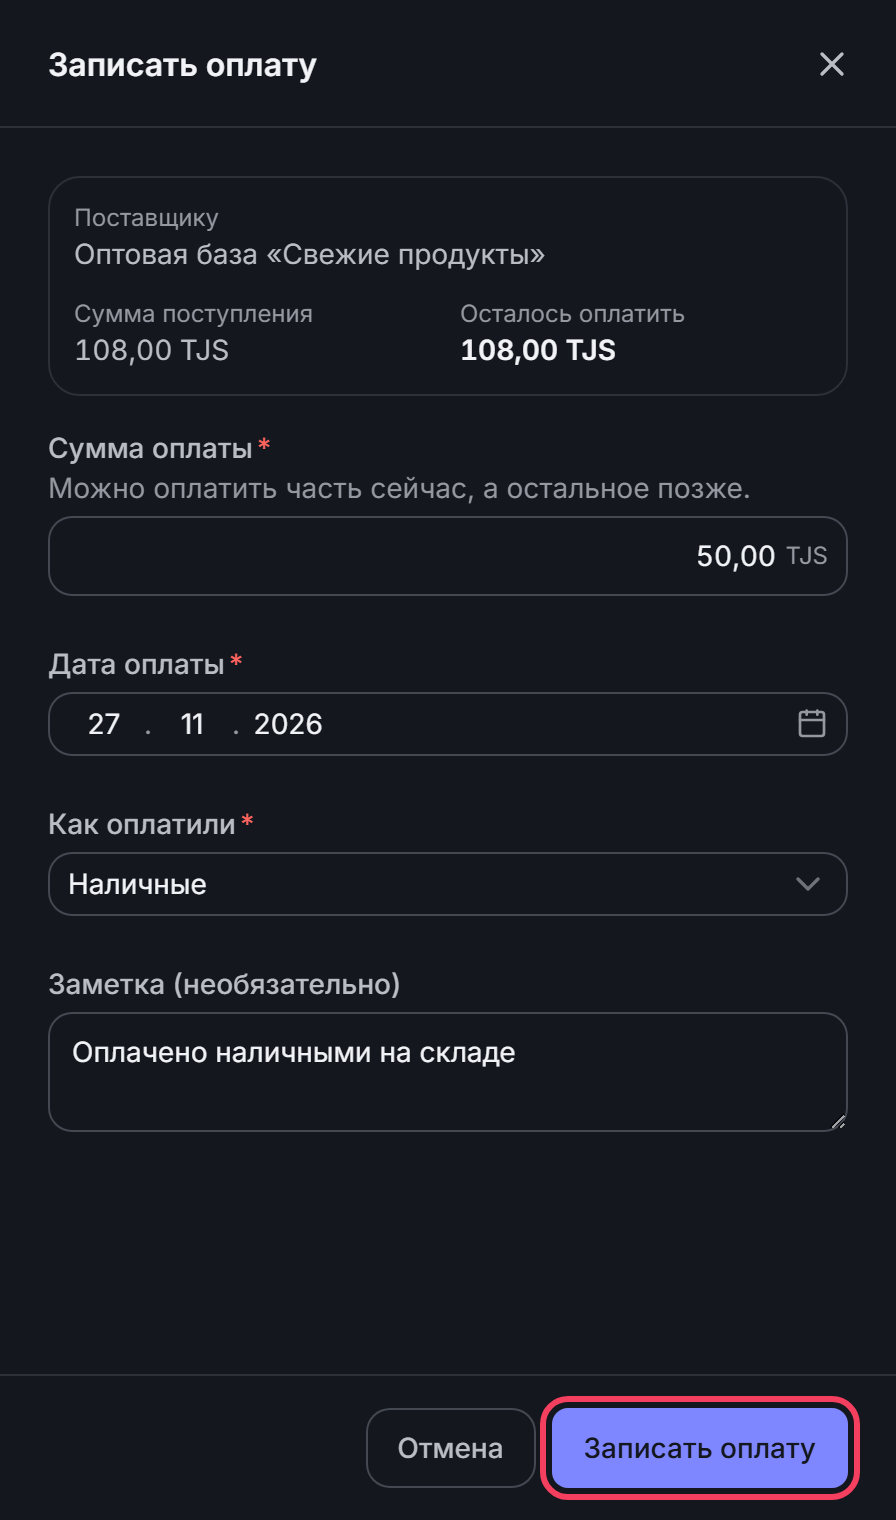 Записать оплату
Поставщику
Оптовая база «Свежие продукты»
Сумма поступления
108,00 TJS
Осталось оплатить
108,00 TJS
Сумма оплаты*
Можно оплатить часть сейчас, а остальное позже.
50,00 TJS
Дата оплаты*
27 . 11 . 2026
Как оплатили*
Наличные
Заметка (необязательно)
Оплачено наличными на складе
Отмена
Записать оплату